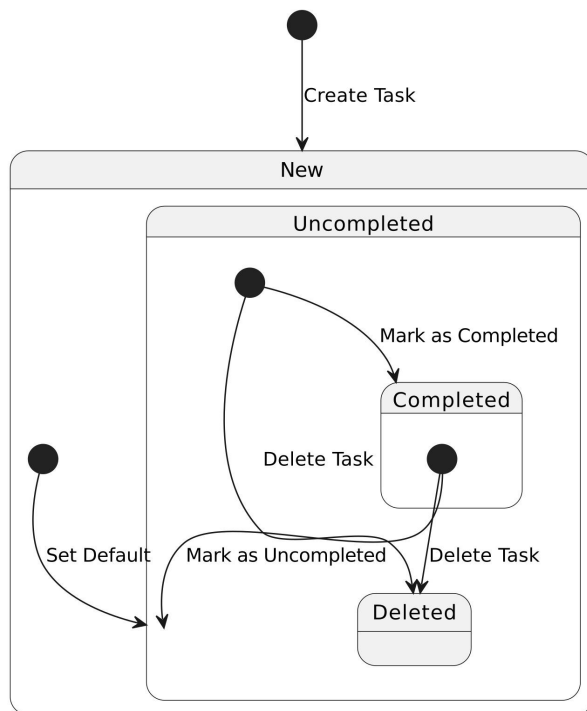 Create Task
New
Uncompleted
Mark as Completed
Completed
Delete Task
Set Default
Mark as Uncompleted
Delete Task
Deleted